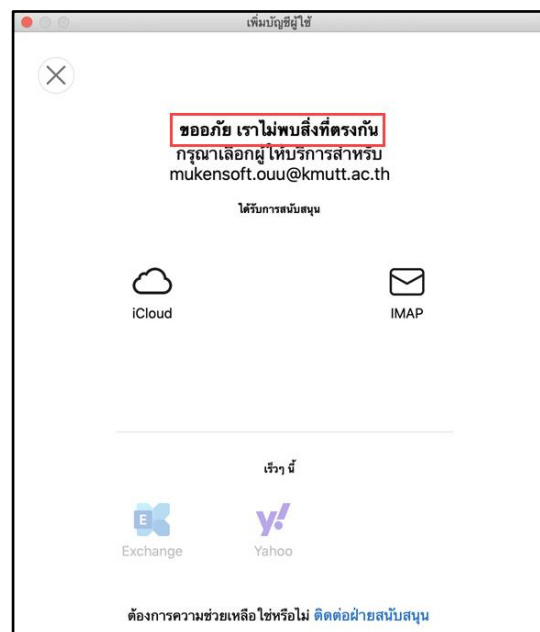 เพิ่มบัญชีผู้ใช้
ขออภัย เราไม่พบสิ่งที่ตรงกัน
กรุณาเลือกผู้ให้บริการสำหรับ
mukensoft.ouu@kmutt.ac.th
ได้รับการสนับสนุน
iCloud IMAP
เร็วๆ นี้
E y!
Exchange Yahoo
ต้องการความช่วยเหลือใช่หรือไม่ ติดต่อฝ่ายสนับสนุน